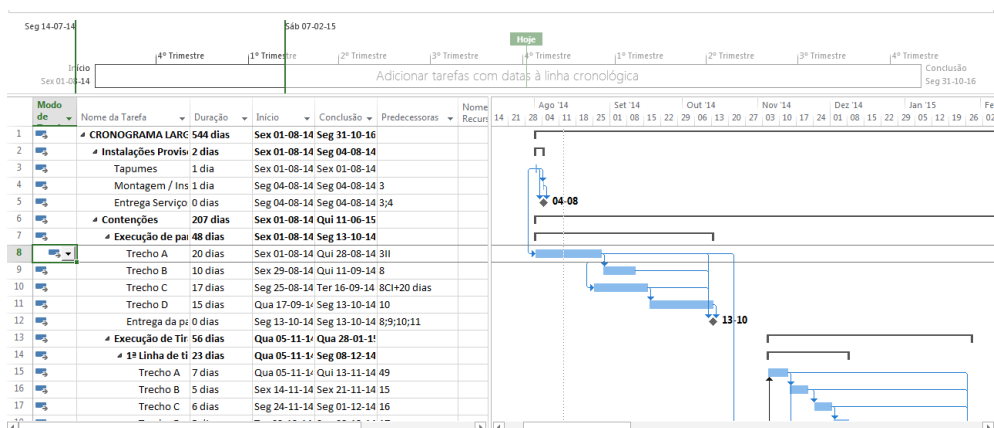 Seg 14-07-14 Sáb 07-02-15
Hoje
4º Trimestre 1º Trimestre 2º Trimestre 3º Trimestre 4º Trimestre 1º Trimestre 2º Trimestre 3º Trimestre 4º Trimestre
Início Adicionar tarefas com datas à linha cronológica Conclusão
Sex 01-08-14 Seg 31-10-16
Modo de Nome da Tarefa Duração Início Conclusão Predecessoras Nome Recurs
Ago '14 Set '14 Out '14 Nov '14 Dez '14 Jan '15 Fe
14 21 28 04 11 18 25 01 08 15 22 29 06 13 20 27 03 10 17 24 01 08 15 22 29 05 12 19 26 02
1 CRONOGRAMA LARG 544 dias Sex 01-08-14 Seg 31-10-16
2 Instalações Proviso 2 dias Sex 01-08-14 Seg 04-08-14
3 Tapumes 1 dia Sex 01-08-14 Sex 01-08-14
4 Montagem / Ins 1 dia Seg 04-08-14 Seg 04-08-14 3
5 Entrega Serviço 0 dias Seg 04-08-14 Seg 04-08-14 3;4 04-08
6 Contenções 207 dias Sex 01-08-14 Qui 11-06-15
7 Execução de pa 48 dias Sex 01-08-14 Seg 13-10-14
8 Trecho A 20 dias Sex 01-08-14 Qui 28-08-14 3II
9 Trecho B 10 dias Sex 29-08-14 Qui 11-09-14 8
10 Trecho C 17 dias Seg 25-08-14 Ter 16-09-14 8CI+20 dias
11 Trecho D 15 dias Qua 17-09-14 Seg 13-10-14 10
12 Entrega da pa 0 dias Seg 13-10-14 Seg 13-10-14 8;9;10;11 13-10
13 Execução de Tir 56 dias Qua 05-11-14 Qua 28-01-15
14 1ª Linha de ti 23 dias Qua 05-11-14 Seg 08-12-14
15 Trecho A 7 dias Qua 05-11-14 Qui 13-11-14 49
16 Trecho B 5 dias Sex 14-11-14 Sex 21-11-14 15
17 Trecho C 6 dias Seg 24-11-14 Seg 01-12-14 16